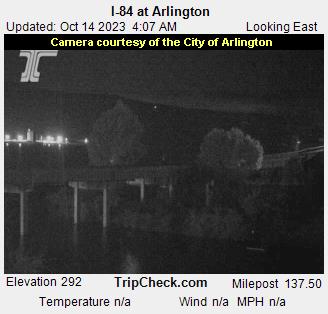 I-84 at Arlington
Updated: Oct 14 2023 4:07 AM Looking East
Camera courtesy of the City of Arlington
Elevation 292 TripCheck.com Milepost 137.50
Temperature n/a Wind n/a MPH n/a